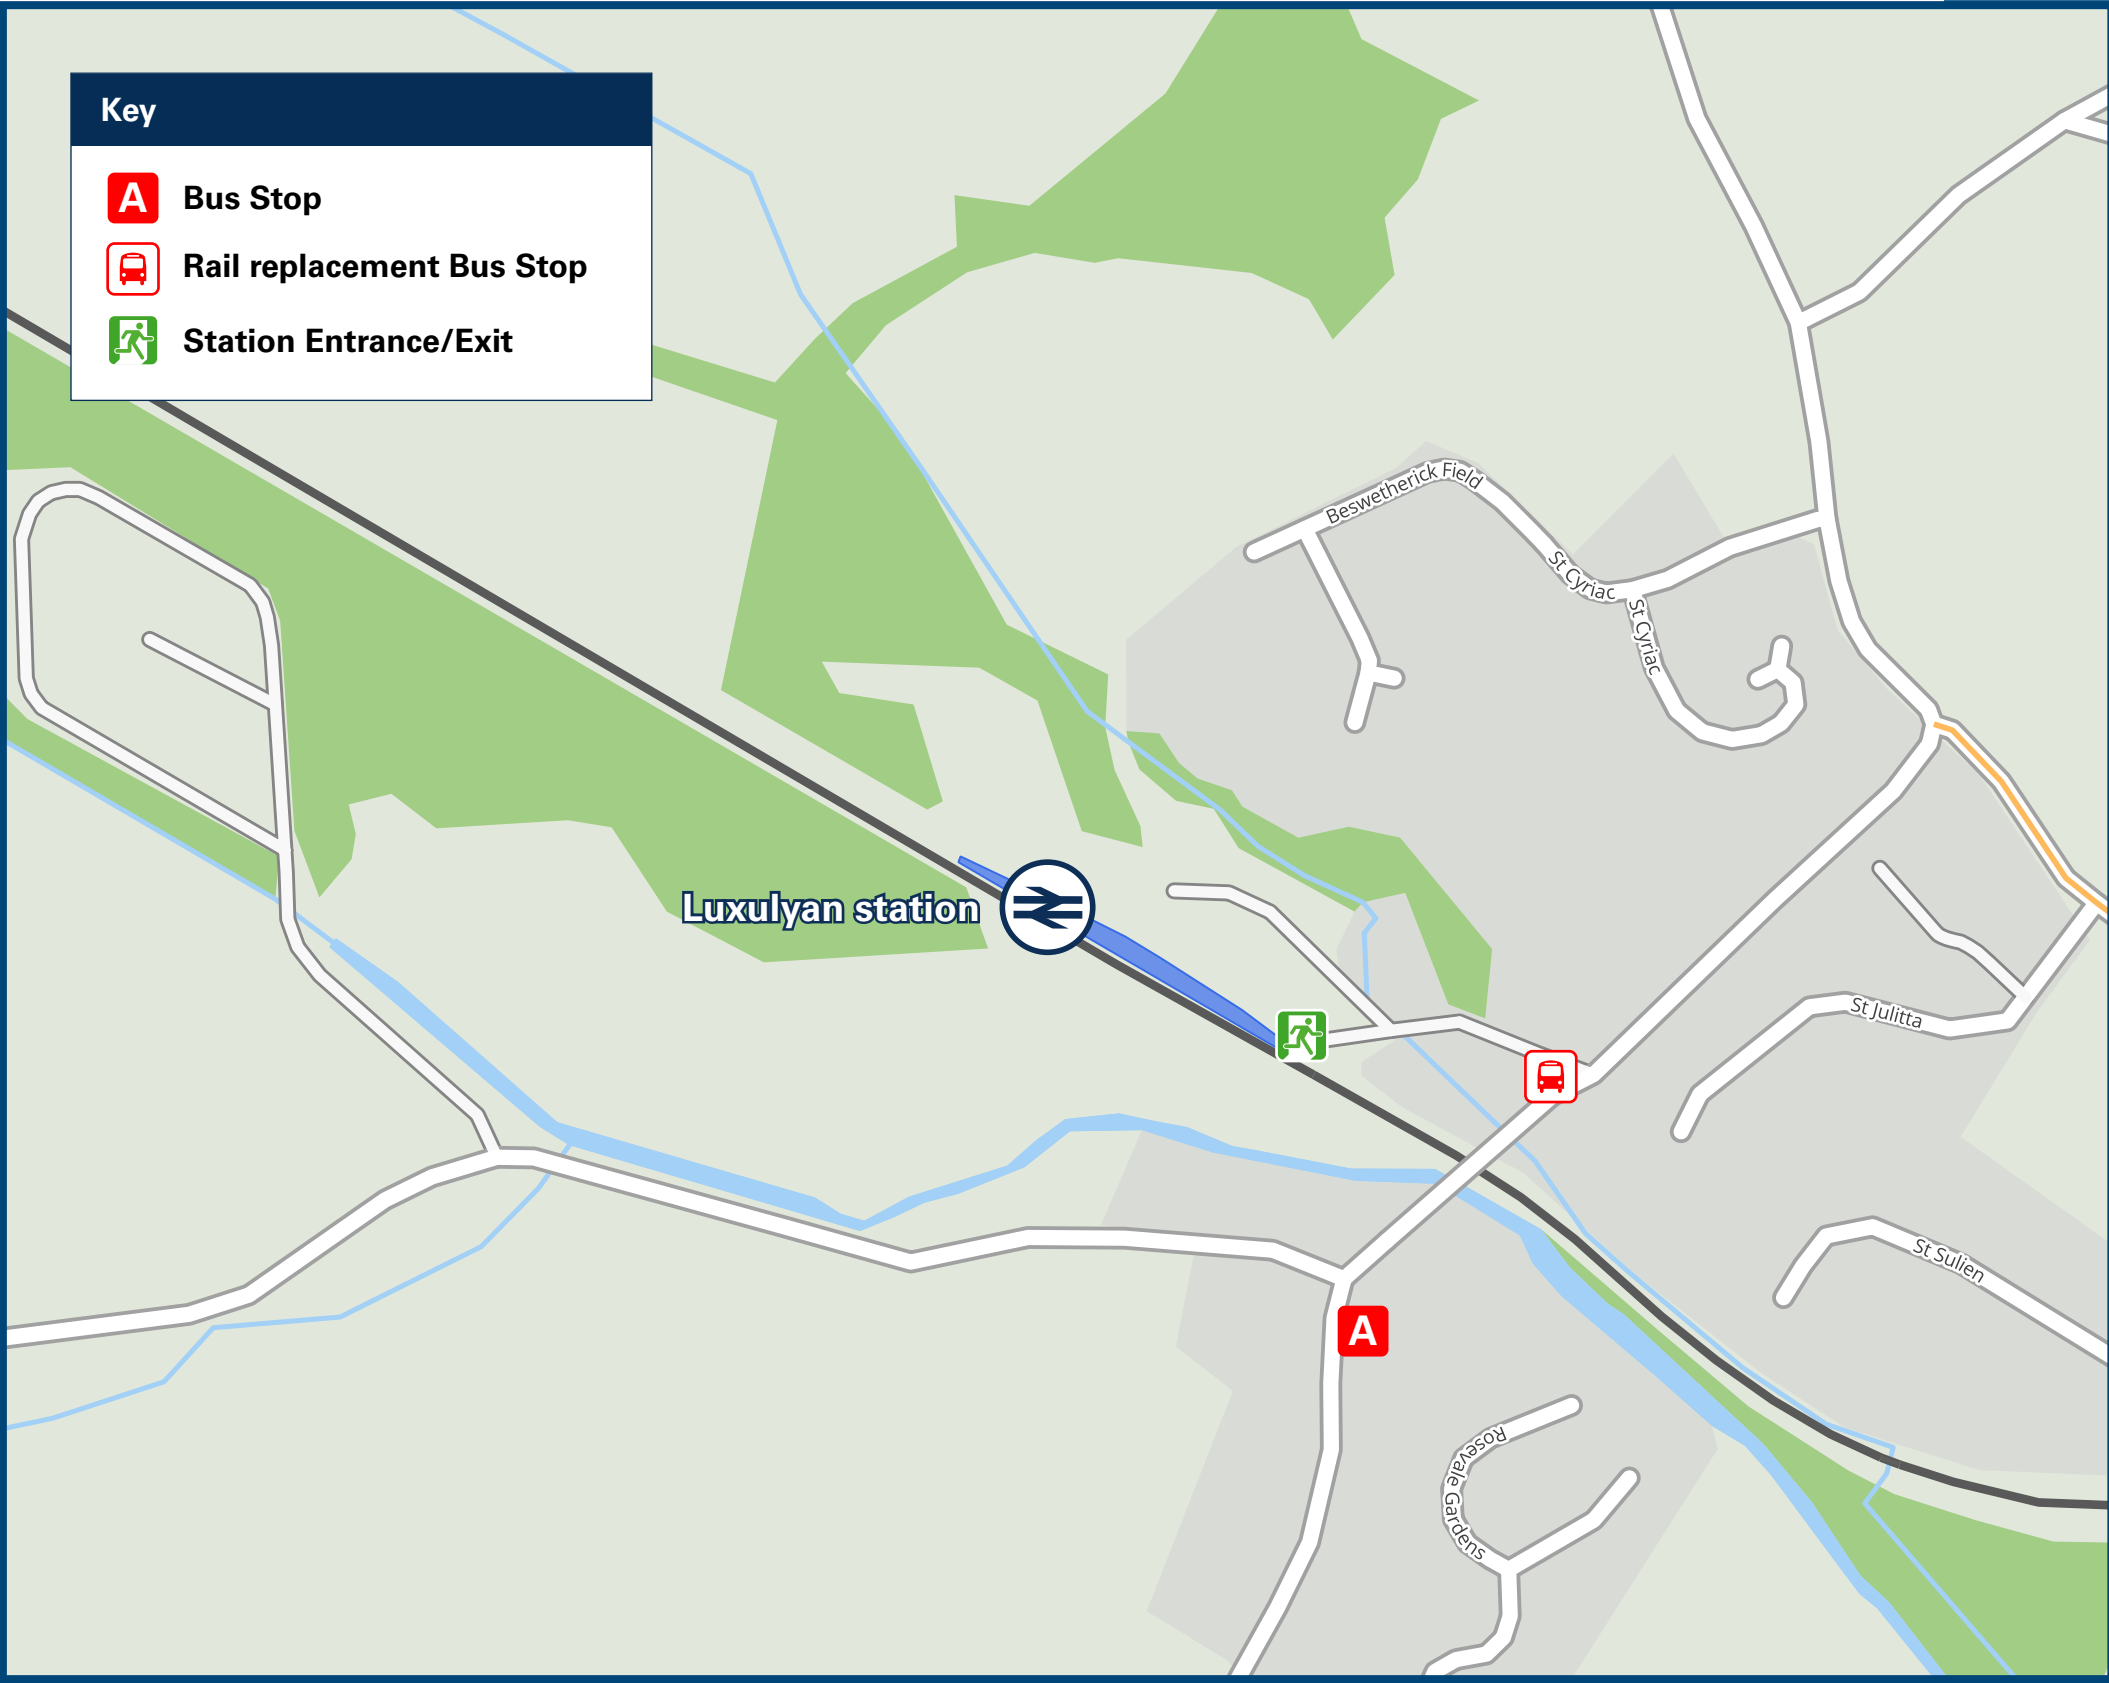 Key
A Bus Stop
Rail replacement Bus Stop
Station Entrance/Exit
Beswetherick Field
St Cyriac
St Cyriac
Luxulyan station
St Julitta
St Sulien
A
Rosevale Gardens